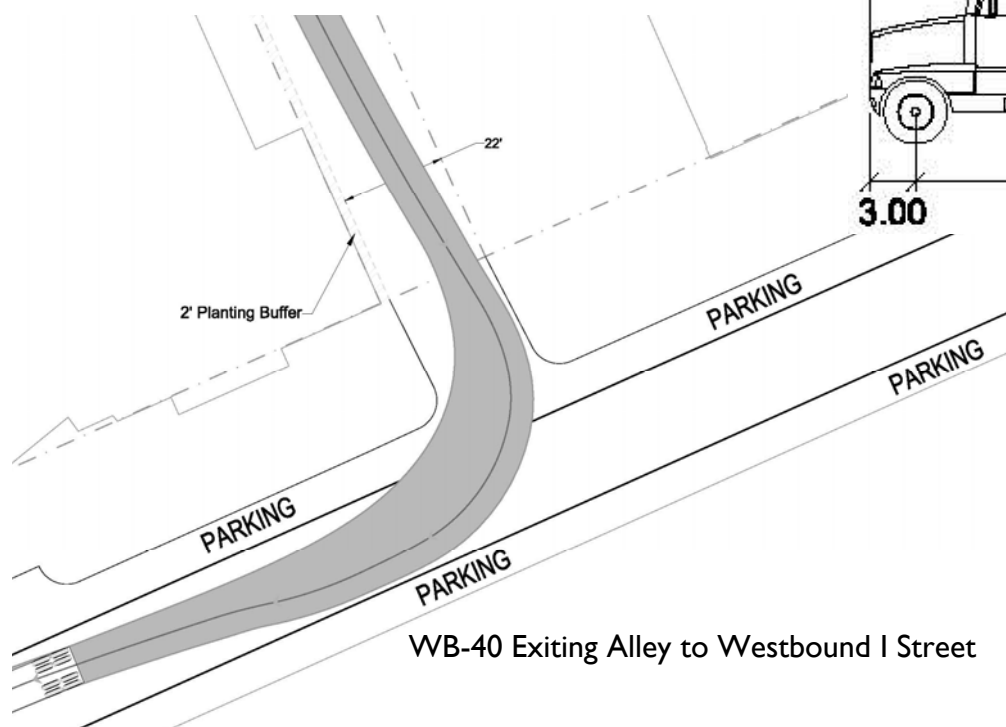 22'
3.00
2' Planting Buffer
PARKING
PARKING
PARKING
PARKING
WB-40 Exiting Alley to Westbound I Street